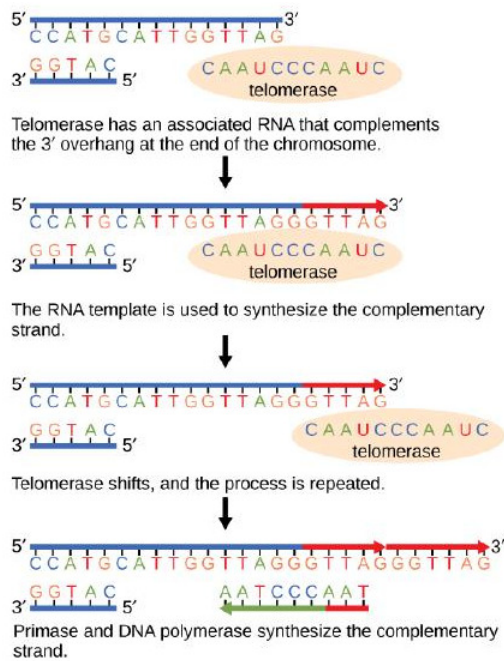 5′ 3′
CCATGCATTGGTTAG
GGTAC CAAUCCCAAUC
3′ 5′ telomerase
Telomerase has an associated RNA that complements
the 3′ overhang at the end of the chromosome.
5′ 3′
CCATGCATTGGTTAGGGTTAG
GGTAC CAAUCCCAAUC
3′ 5′ telomerase
The RNA template is used to synthesize the complementary
strand.
5′ 3′
CCATGCATTGGTTAGGGTTAG
GGTAC CAAUCCCAAUC
3′ 5′ telomerase
Telomerase shifts, and the process is repeated.
5′ 3′
CCATGCATTGGTTAGGGTTAGGGTTAG
GGTAC AATCCCAAT
3′ 5′
Primase and DNA polymerase synthesize the complementary
strand.